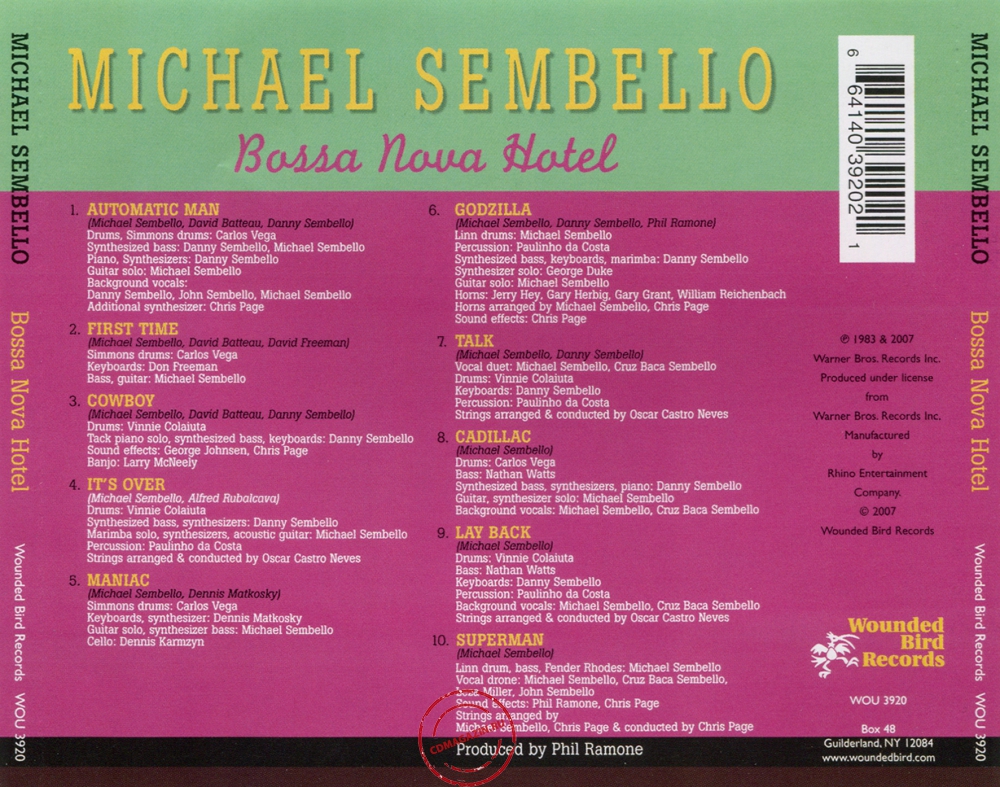 MICHAEL SEMBELLO
Bossa Nova Hotel
1. AUTOMATIC MAN
(Michael Sembello, David Batteau, Danny Sembello)
Drums, Simmons drums: Carlos Vega
Synthesized bass: Danny Sembello, Michael Sembello
Piano, Synthesizers: Danny Sembello
Guitar solo: Michael Sembello
Background vocals:
Danny Sembello, John Sembello, Michael Sembello
Additional synthesizer: Chris Page
2. FIRST TIME
(Michael Sembello, David Batteau, David Freeman)
Simmons drums: Carlos Vega
Keyboards: Don Freeman
Bass, guitar: Michael Sembello
3. COWBOY
(Michael Sembello, David Batteau, Danny Sembello)
Drums: Vinnie Colaiuta
Tack piano solo, synthesized bass, keyboards: Danny Sembello
Sound effects: George Johnsen, Chris Page
Banjo: Larry McNeely
4. IT'S OVER
(Michael Sembello, Alfred Rubalcava)
Drums: Vinnie Colaiuta
Synthesized bass, synthesizers: Danny Sembello
Marimba solo, synthesizers, acoustic guitar: Michael Sembello
Percussion: Paulinho da Costa
Strings arranged & conducted by Oscar Castro Neves
5. MANIAC
(Michael Sembello, Dennis Matkosky)
Simmons drums: Carlos Vega
Keyboards, synthesizer: Dennis Matkosky
Guitar solo, synthesizer bass: Michael Sembello
Cello: Dennis Karmzyn
6. GODZILLA
(Michael Sembello, Danny Sembello, Phil Ramone)
Linn drums: Michael Sembello
Percussion: Paulinho da Costa
Synthesized bass, keyboards, marimba: Danny Sembello
Synthesizer solo: George Duke
Guitar solo: Michael Sembello
Horns: Jerry Hey, Gary Herbig, Gary Grant, William Reichenbach
Horns arranged by Michael Sembello, Chris Page
Sound effects: Chris Page
7. TALK
(Michael Sembello, Danny Sembello)
Vocal duet: Michael Sembello, Cruz Baca Sembello
Drums: Vinnie Colaiuta
Keyboards: Danny Sembello
Percussion: Paulinho da Costa
Strings arranged & conducted by Oscar Castro Neves
8. CADILLAC
(Michael Sembello)
Drums: Carlos Vega
Bass: Nathan Watts
Synthesized bass, synthesizers, piano: Danny Sembello
Guitar, synthesizer solo: Michael Sembello
Background vocals: Michael Sembello, Cruz Baca Sembello
9. LAY BACK
(Michael Sembello)
Drums: Vinnie Colaiuta
Bass: Nathan Watts
Keyboards: Danny Sembello
Percussion: Paulinho da Costa
Background vocals: Michael Sembello, Cruz Baca Sembello
Strings arranged & conducted by Oscar Castro Neves
10. SUPERMAN
(Michael Sembello)
Linn drum, bass, Fender Rhodes: Michael Sembello
Vocal drone: Michael Sembello, Cruz Baca Sembello,
Miller, John Sembello
Sound effects: Phil Ramone, Chris Page
Strings arranged by
Michael Sembello, Chris Page & conducted by Chris Page
Produced by Phil Ramone
6 64140 39202 1
℗ 1983 & 2007
Warner Bros. Records Inc.
Produced under license
from
Warner Bros. Records Inc.
Manufactured
by
Rhino Entertainment
Company.
© 2007
Wounded Bird Records
Wounded
Bird
Records
WOU 3920
Box 48
Guilderland, NY 12084
www.woundedbird.com
MICHAEL SEMBELLO Bossa Nova Hotel Wounded Bird Records WOU 3920
MICHAEL SEMBELLO Bossa Nova Hotel Wounded Bird Records WOU 3920